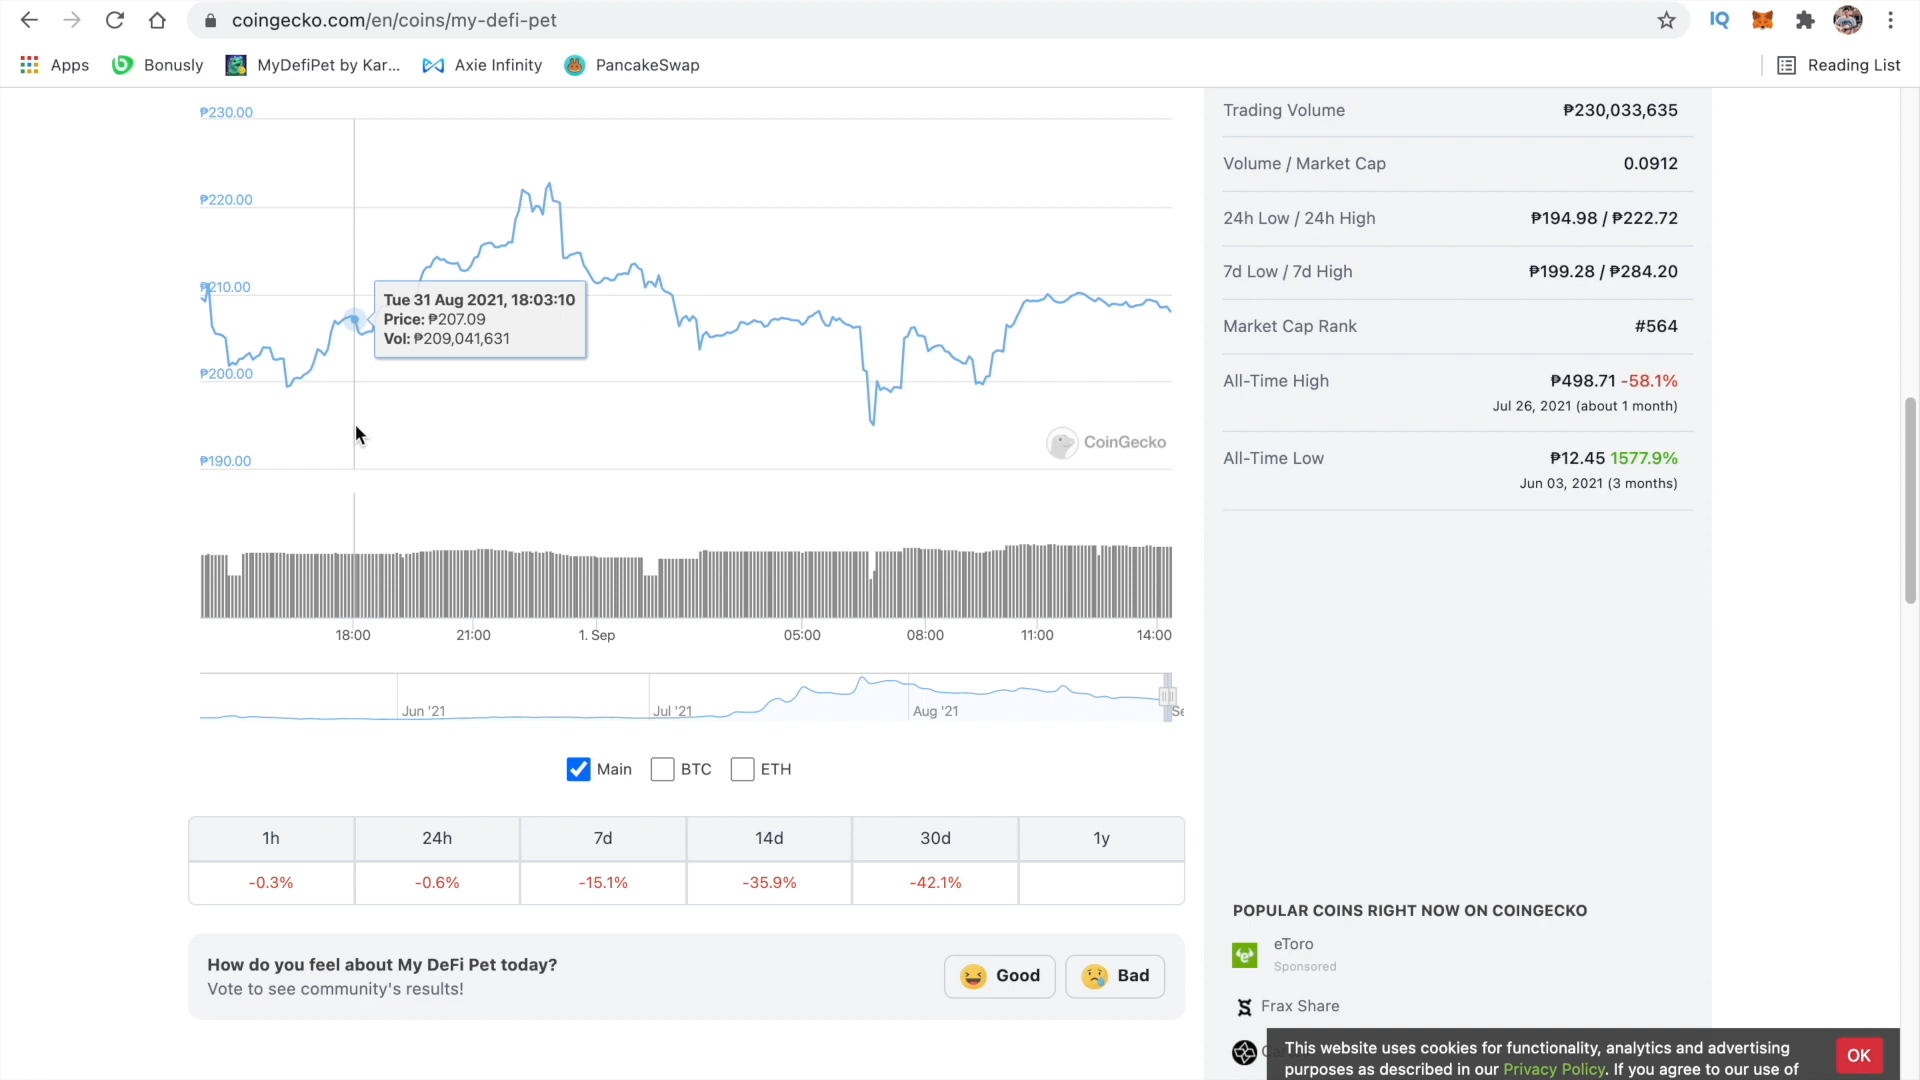 coingecko.com/en/coins/my-defi-pet
IQ
Apps
Bonusly
MyDefiPet by Kar...
Axie Infinity
PancakeSwap
Reading List
₱230.00
₱220.00
₱210.00
₱200.00
₱190.00
Tue 31 Aug 2021, 18:03:10
Price: ₱207.09
Vol: ₱209,041,631
CoinGecko
18:00 21:00 1. Sep 05:00 08:00 11:00 14:00
Jun '21 Jul '21 Aug '21
Main BTC ETH
1h 24h 7d 14d 30d 1y
-0.3% -0.6% -15.1% -35.9% -42.1%
How do you feel about My DeFi Pet today?
Vote to see community's results!
Good
Bad
Trading Volume ₱230,033,635
Volume / Market Cap 0.0912
24h Low / 24h High ₱194.98 / ₱222.72
7d Low / 7d High ₱199.28 / ₱284.20
Market Cap Rank #564
All-Time High ₱498.71 -58.1%
Jul 26, 2021 (about 1 month)
All-Time Low ₱12.45 1577.9%
Jun 03, 2021 (3 months)
POPULAR COINS RIGHT NOW ON COINGECKO
eToro
Sponsored
Frax Share
This website uses cookies for functionality, analytics and advertising
purposes as described in our Privacy Policy. If you agree to our use of
OK